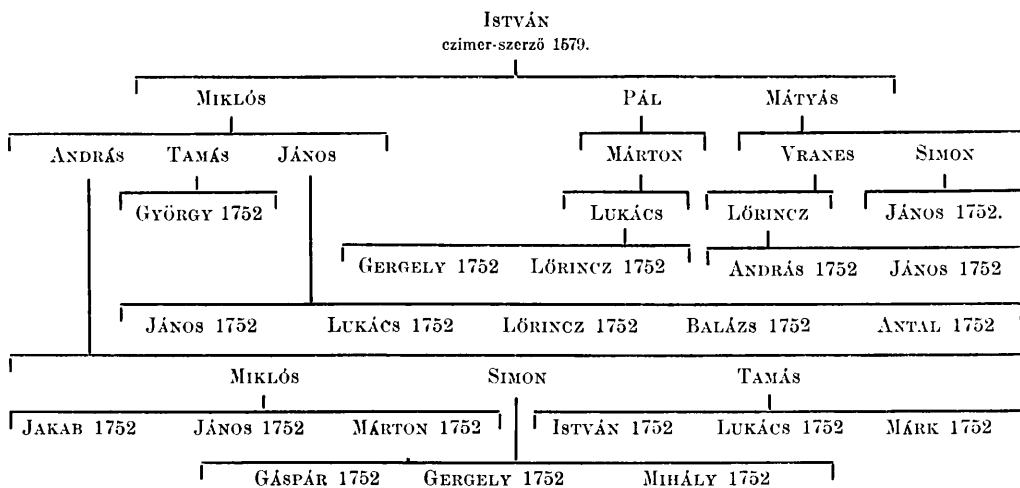 István
czimer-szerző 1579.
Miklós Pál Mátyás
András Tamás János Márton Vranes Simon
György 1752 Lukács Lőrincz János 1752.
Gergely 1752 Lőrincz 1752 András 1752 János 1752
János 1752 Lukács 1752 Lőrincz 1752 Balázs 1752 Antal 1752
Miklós Simon Tamás
Jakab 1752 János 1752 Márton 1752 István 1752 Lukács 1752 Márk 1752
Gáspár 1752 Gergely 1752 Mihály 1752